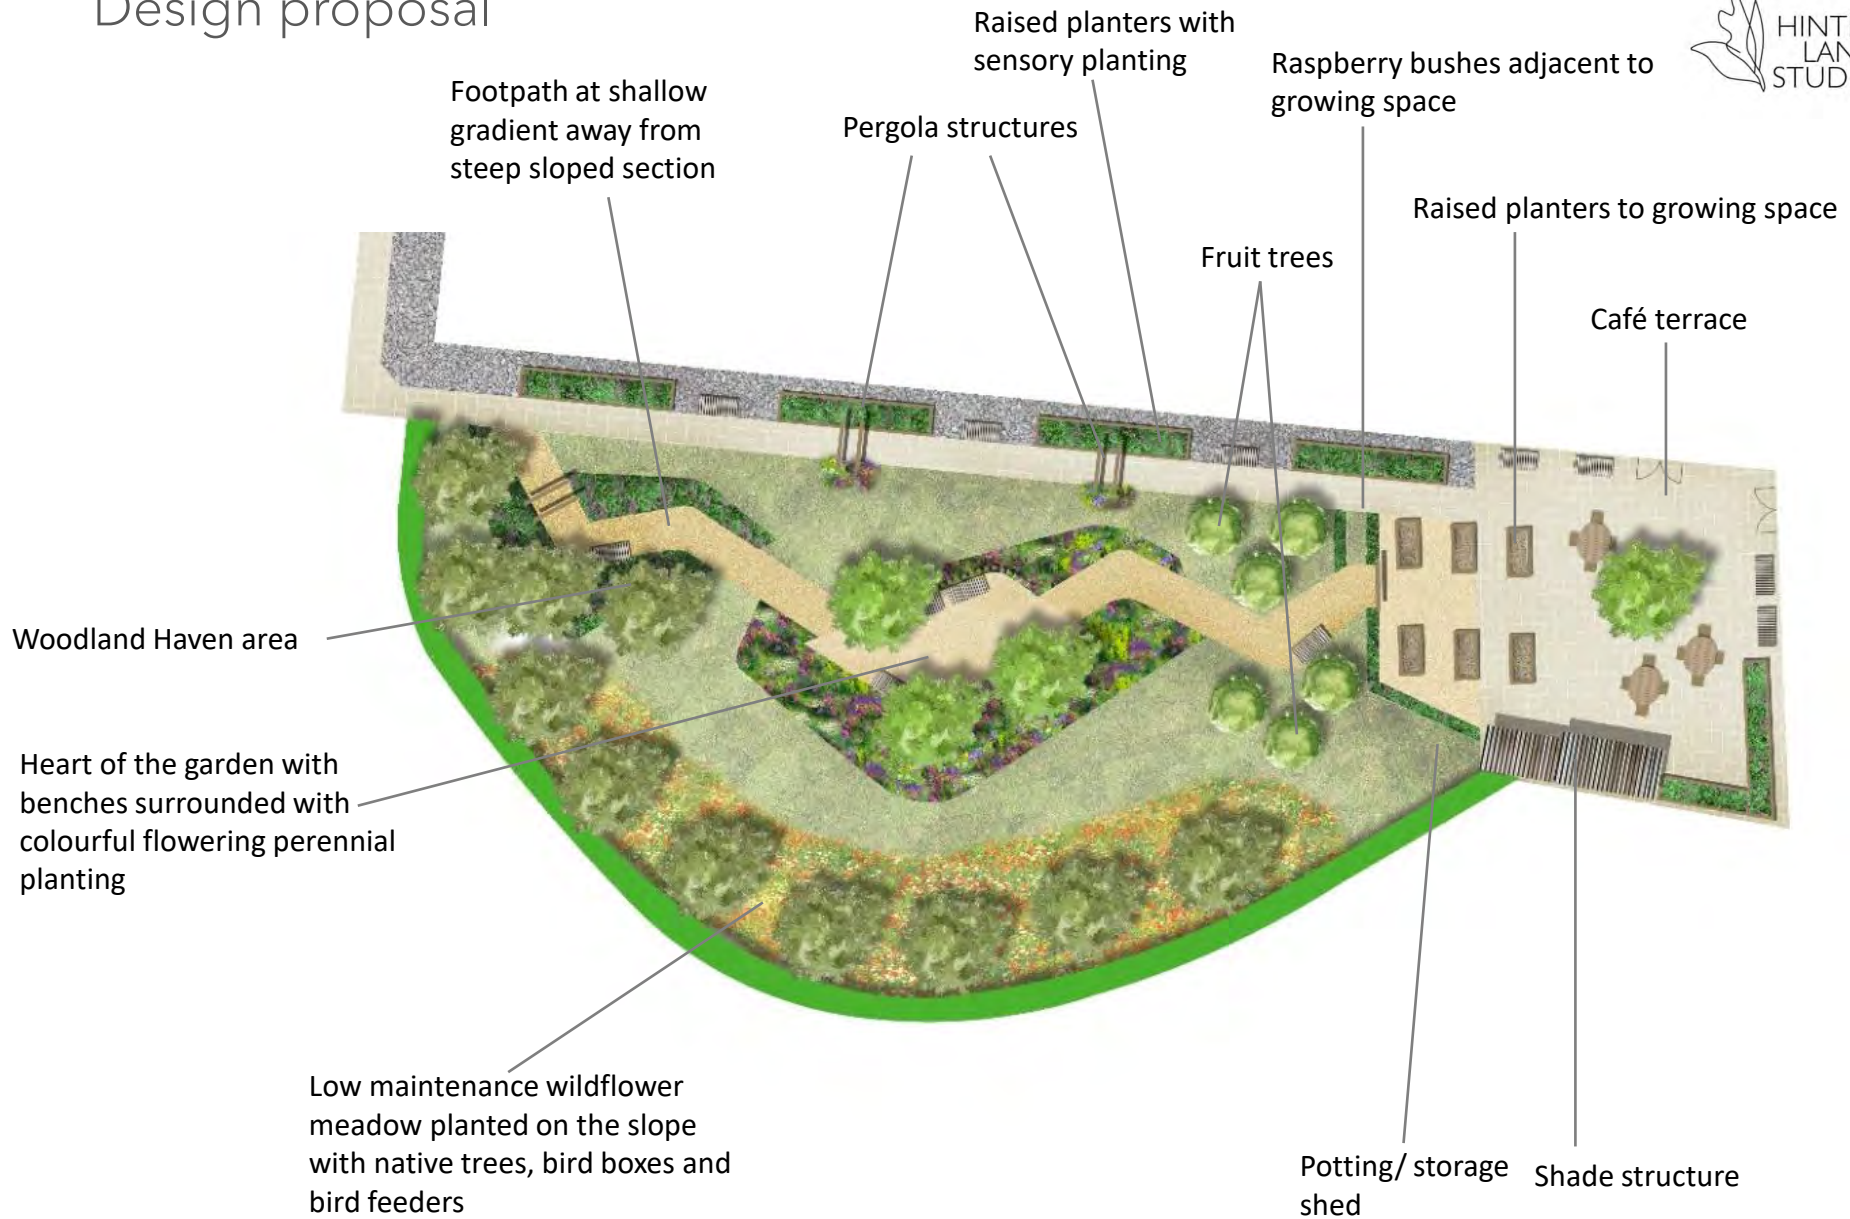 Design proposal
Raised planters with
sensory planting
Raspberry bushes adjacent to
growing space
Footpath at shallow
gradient away from
steep sloped section
Pergola structures
Raised planters to growing space
Fruit trees
Café terrace
Woodland Haven area
Heart of the garden with
benches surrounded with
colourful flowering perennial
planting
Low maintenance wildflower
meadow planted on the slope
with native trees, bird boxes and
bird feeders
Potting/ storage
shed
Shade structure